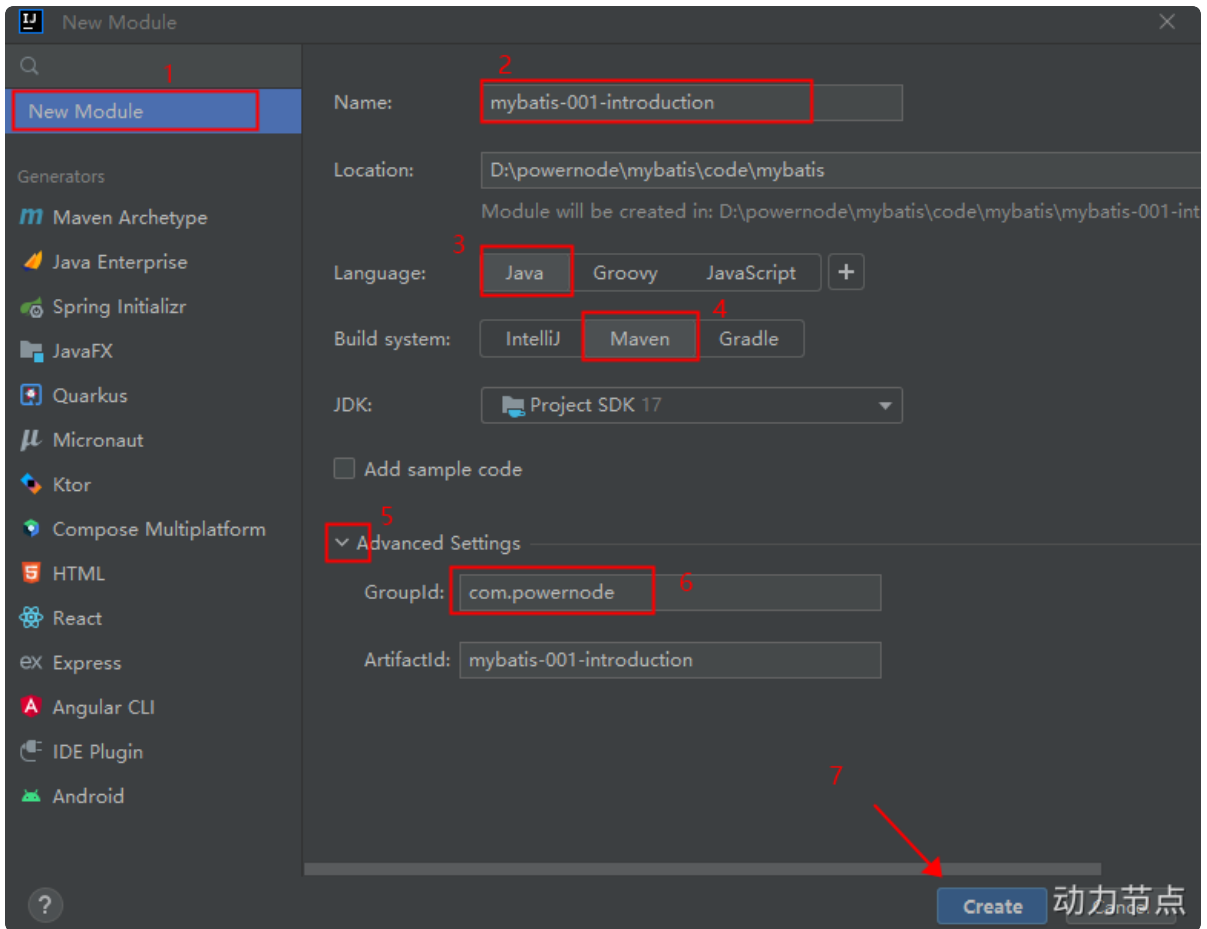 New Module
1
New Module
Generators
Maven Archetype
Java Enterprise
Spring Initializr
JavaFX
Quarkus
Micronaut
Ktor
Compose Multiplatform
HTML
React
ex Express
Angular CLI
IDE Plugin
Android
?
2
Name: mybatis-001-introduction
Location: D:\powernode\mybatis\code\mybatis
Module will be created in: D:\powernode\mybatis\code\mybatis\mybatis-001-int
3
Language: Java Groovy JavaScript +
4
Build system: IntelliJ Maven Gradle
JDK: Project SDK 17
Add sample code
5
Advanced Settings
GroupId: com.powernode 6
ArtifactId: mybatis-001-introduction
7
Create Cancel
动力节点